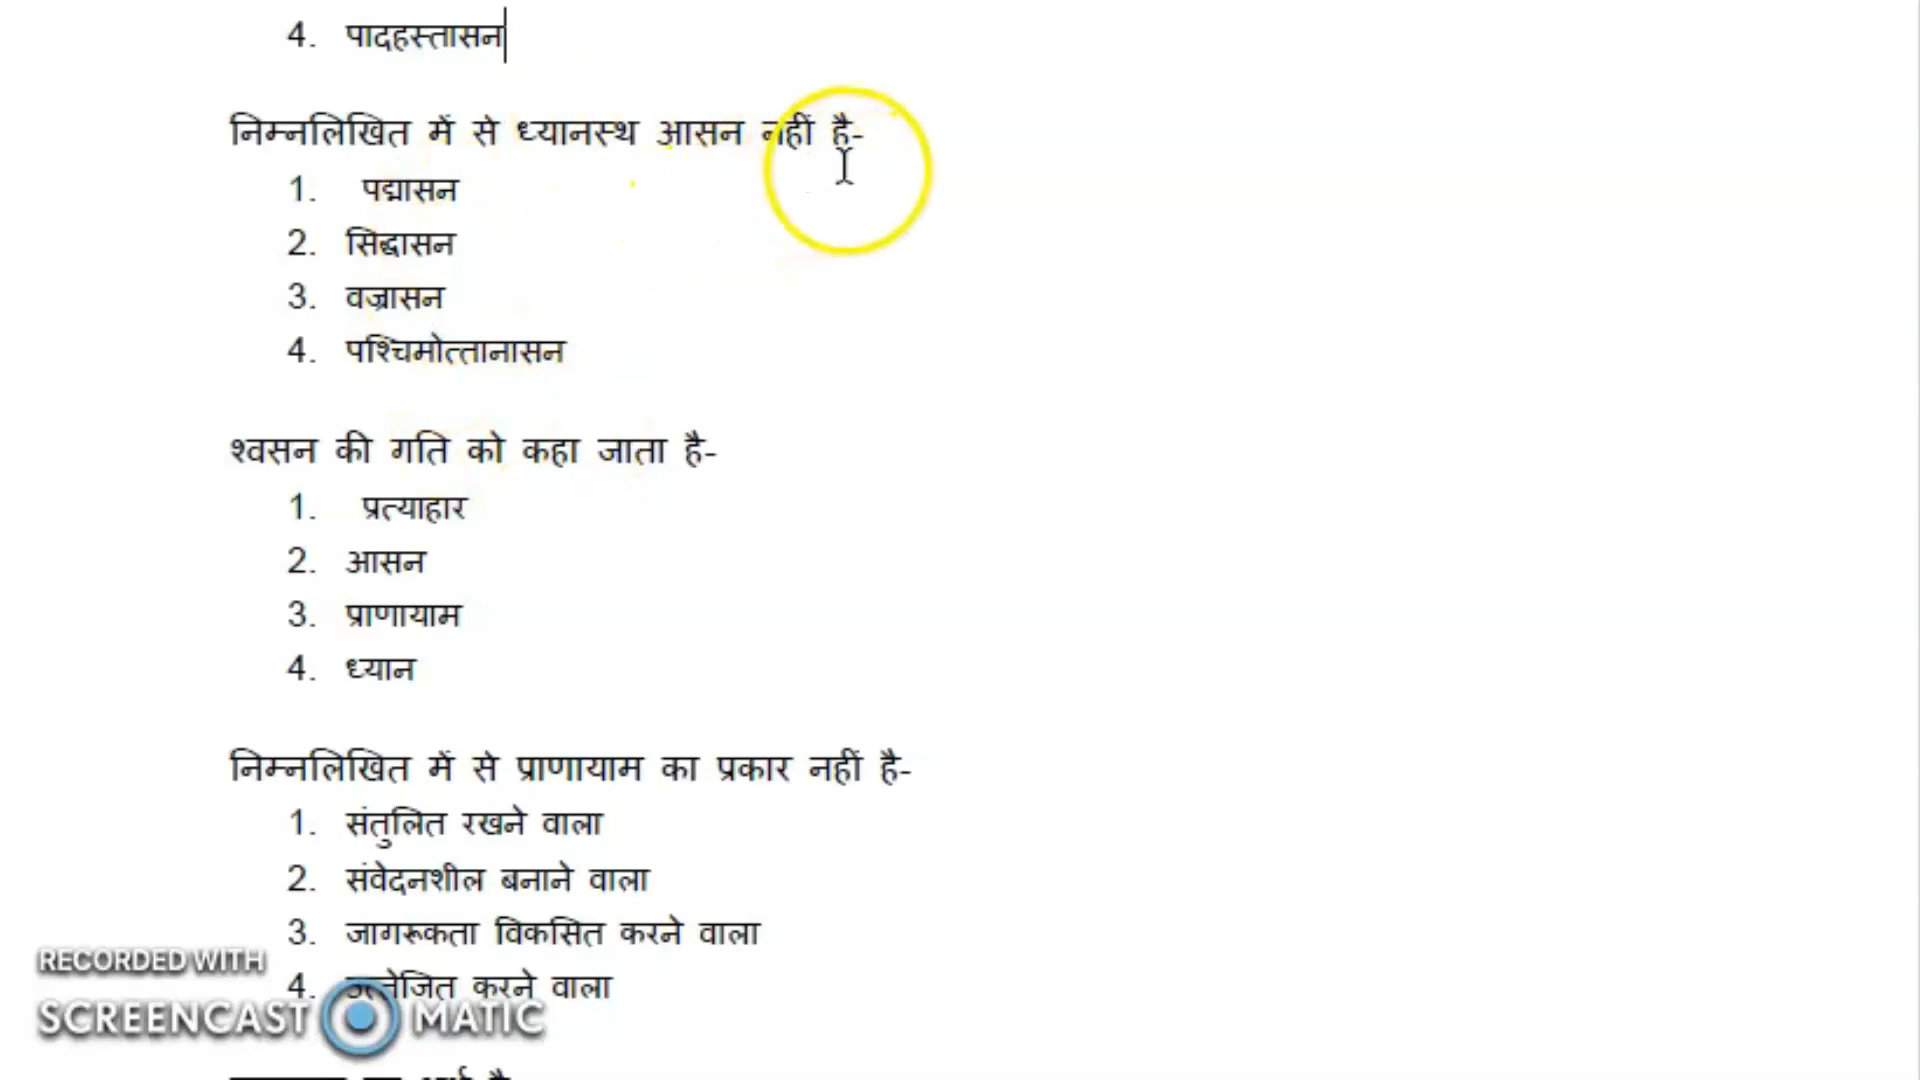 4. पादहस्तासन
निम्नलिखित में से ध्यानस्थ आसन नहीं है-
1. पद्मासन
2. सिद्धासन
3. वज्रासन
4. पश्चिमोत्तानासन
श्वसन की गति को कहा जाता है-
1. प्रत्याहार
2. आसन
3. प्राणायाम
4. ध्यान
निम्नलिखित में से प्राणायाम का प्रकार नहीं है-
1. संतुलित रखने वाला
2. संवेदनशील बनाने वाला
3. जागरूकता विकसित करने वाला
4. उत्तेजित करने वाला
RECORDED WITH
SCREENCAST MATIC